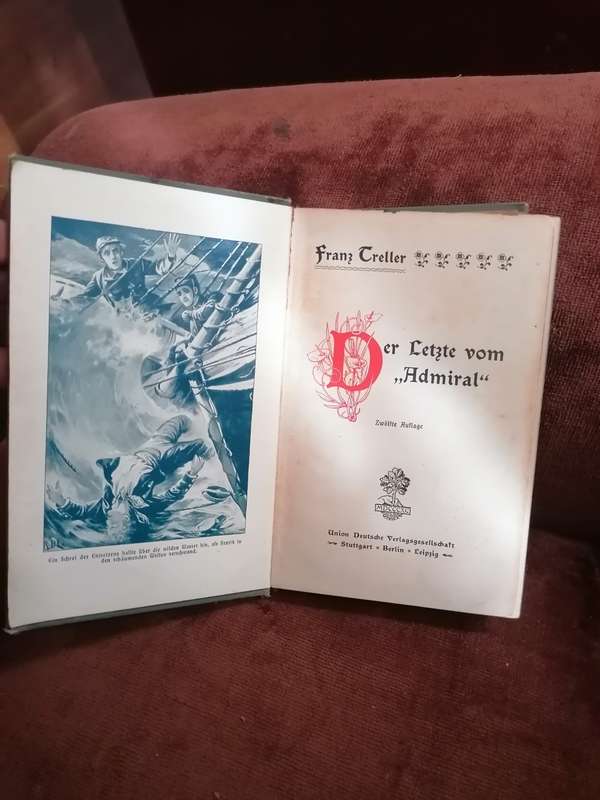 Ein Schrei des Entsetzens hallte über die wilden Wasser hin, als Henrik in
den schäumenden Wellen verschwand.
Franz Treller
Der Letzte vom
„Admiral“
Zwölfte Auflage
Union Deutsche Verlagsgesellschaft
Stuttgart • Berlin • Leipzig